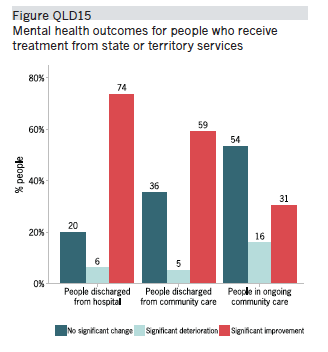 Figure QLD15
Mental health outcomes for people who receive
treatment from state or territory services
80%
60%
40%
20%
0%
% people
20
6
74
36
5
59
54
16
31
People discharged
from hospital
People discharged
from community care
People in ongoing
community care
No significant change
Significant deterioration
Significant improvement